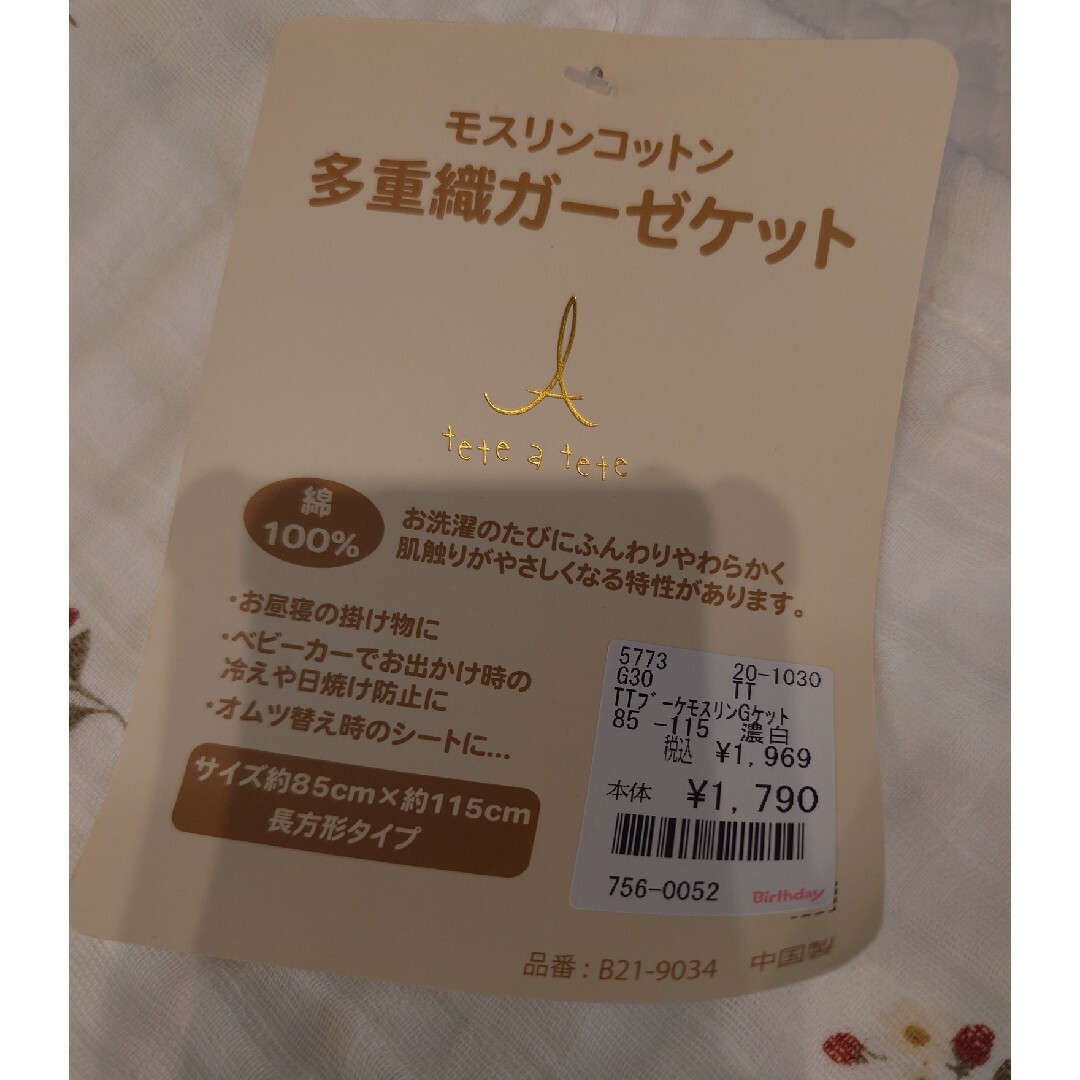 モスリンコットン
多重織ガーゼケット
tete a tete
綿
100%
お洗濯のたびにふんわりやわらかく
肌触りがやさしくなる特性があります。
・お昼寝の掛け物に
・ベビーカーでお出かけ時の
冷えや日焼け防止に
・オムツ替え時のシートに...
サイズ約85cm×約115cm
長方形タイプ
5773 20-1030
G30 TT
TTブーケモスリンGケット
85 -115 濃白
税込 ¥1,969
本体 ¥1,790
756-0052 Birthday
品番:B21-9034 中国製